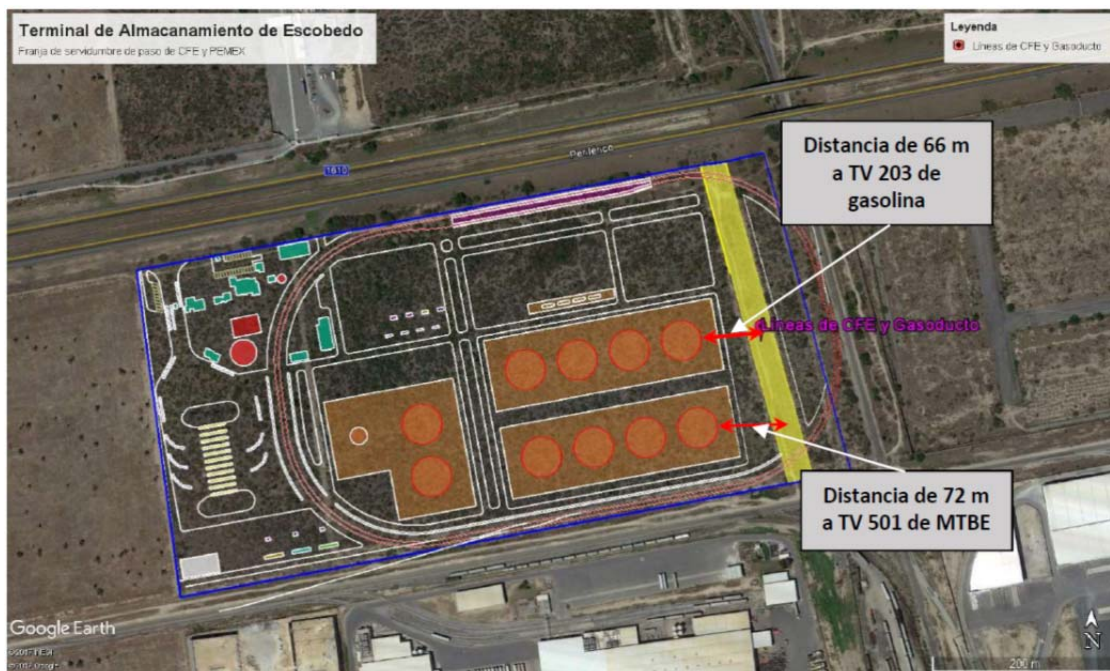 Terminal de Almacanamiento de Escobedo
Franja de servidumbre de paso de CFE y PEMEX
Leyenda
Líneas de CFE y Gasoducto
1610
Periférico
Distancia de 66 m
a TV 203 de
gasolina
Líneas de CFE y Gasoducto
Distancia de 72 m
a TV 501 de MTBE
Google Earth
N
200 m